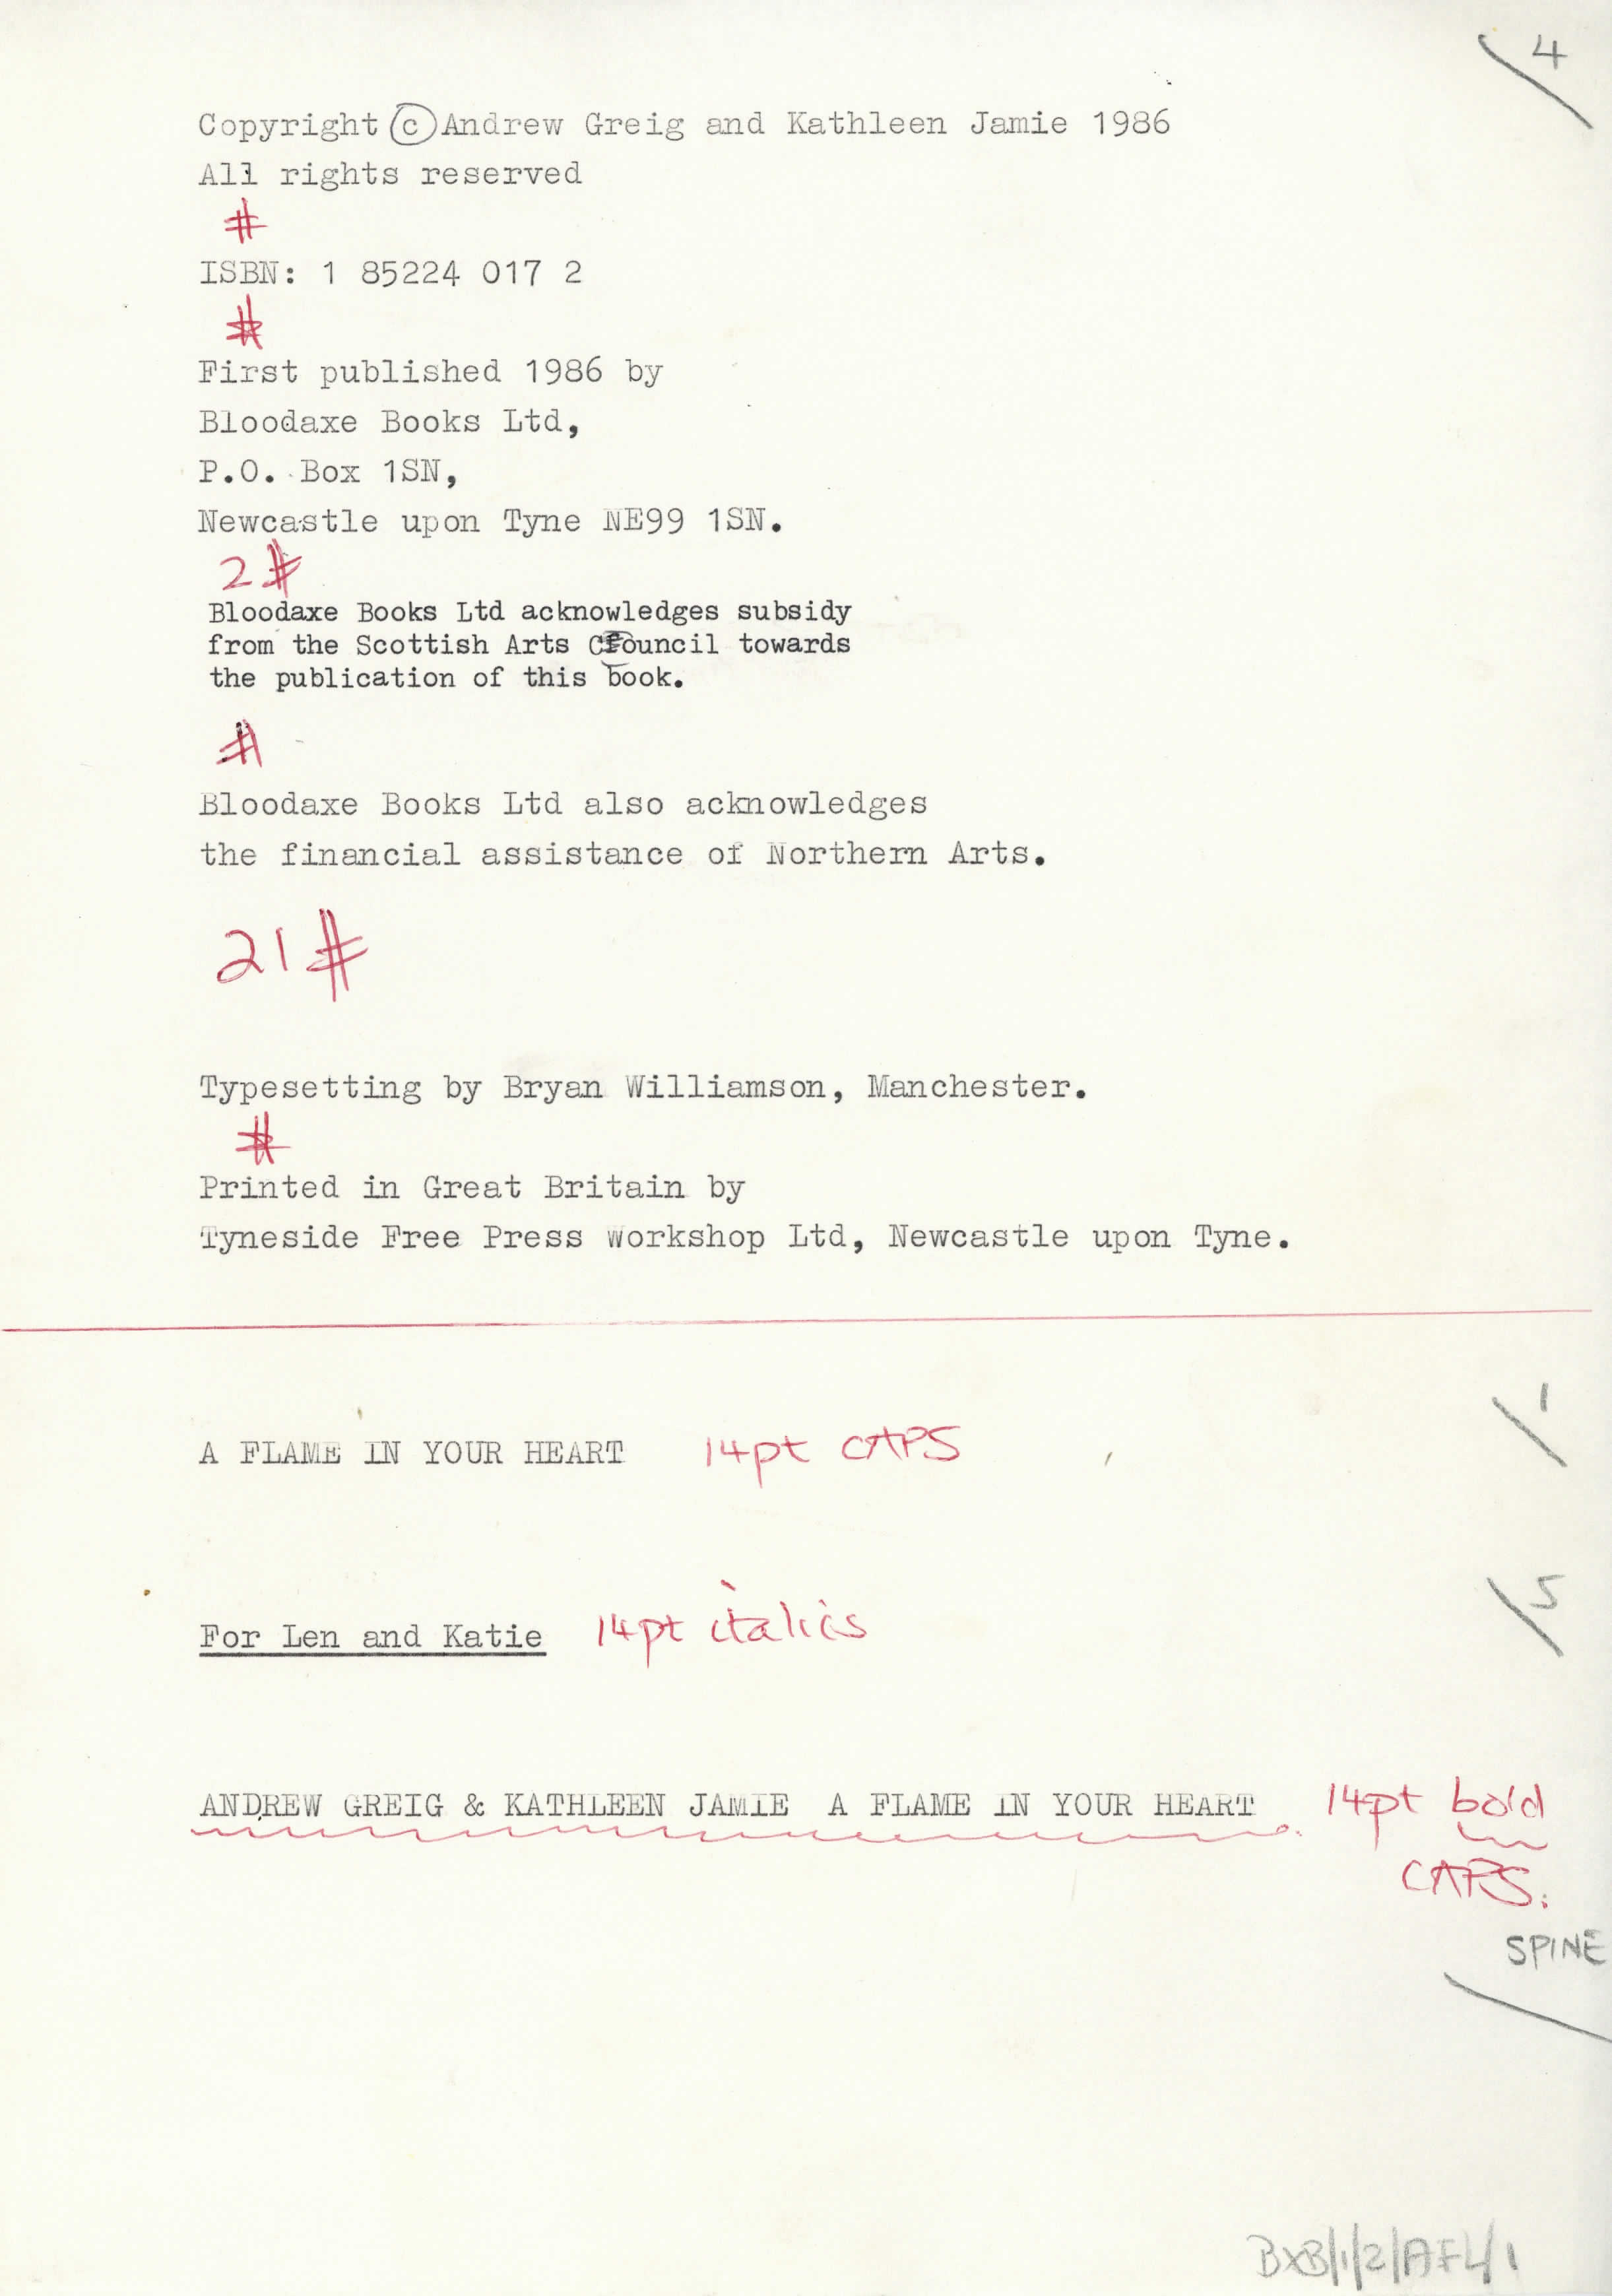 4
Copyright © Andrew Greig and Kathleen Jamie 1986
All rights reserved
#
ISBN: 1 85224 017 2
#
First published 1986 by
Bloodaxe Books Ltd,
P.O. Box 1SN,
Newcastle upon Tyne NE99 1SN.
2#
Bloodaxe Books Ltd acknowledges subsidy
from the Scottish Arts Council towards
the publication of this book.
#
Bloodaxe Books Ltd also acknowledges
the financial assistance of Northern Arts.
21#
Typesetting by Bryan Williamson, Manchester.
#
Printed in Great Britain by
Tyneside Free Press Workshop Ltd, Newcastle upon Tyne.
1
A FLAME IN YOUR HEART 14pt CAPS
5
For Len and Katie 14pt italics
ANDREW GREIG & KATHLEEN JAMIE A FLAME IN YOUR HEART 14pt bold
CAPS.
SPINE
BXB/1/2/AFL/1